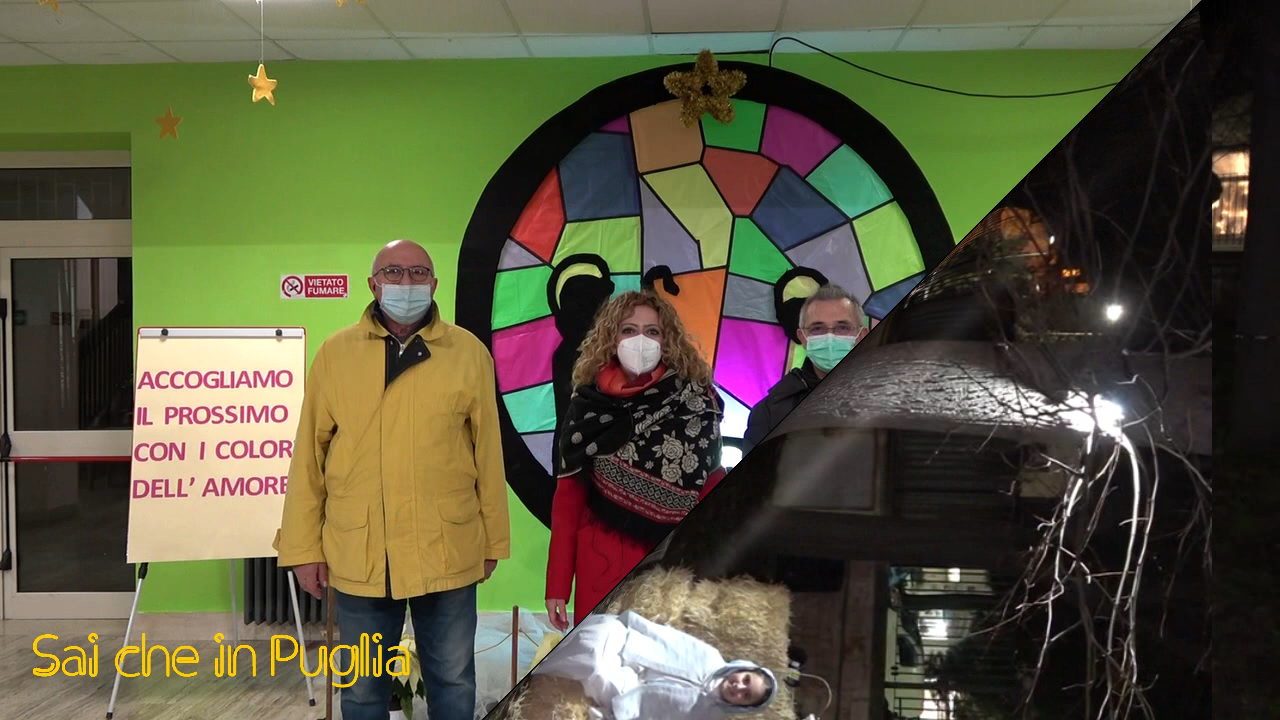 VIETATO
FUMARE
ACCOGLIAMO
IL PROSSIMO
CON I COLORI
DELL' AMORE
Sai che in Puglia